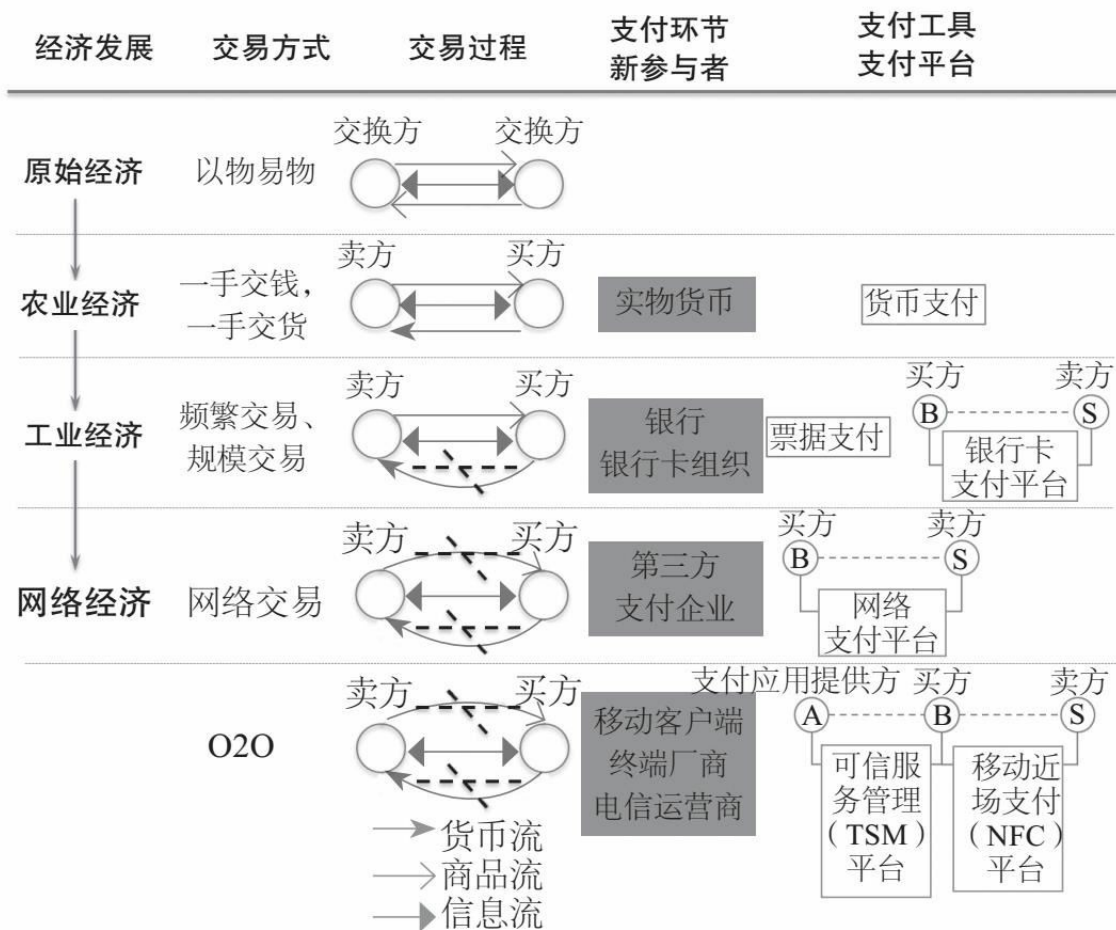 经济发展 交易方式 交易过程 支付环节 新参与者 支付工具 支付平台
交换方 交换方
原始经济 以物易物
卖方 买方
农业经济 一手交钱， 一手交货 实物货币 货币支付
卖方 买方 买方 卖方
B S
工业经济 频繁交易、 规模交易 银行 银行卡组织 票据支付 银行卡 支付平台
卖方 买方 买方 卖方
B S
网络经济 网络交易 第三方 支付企业 网络 支付平台
卖方 买方 支付应用提供方 买方 卖方
A B S
O2O 移动客户端 终端厂商 电信运营商
可信服
务管理
（TSM）
平台
移动近
场支付
（NFC）
平台
货币流
商品流
信息流